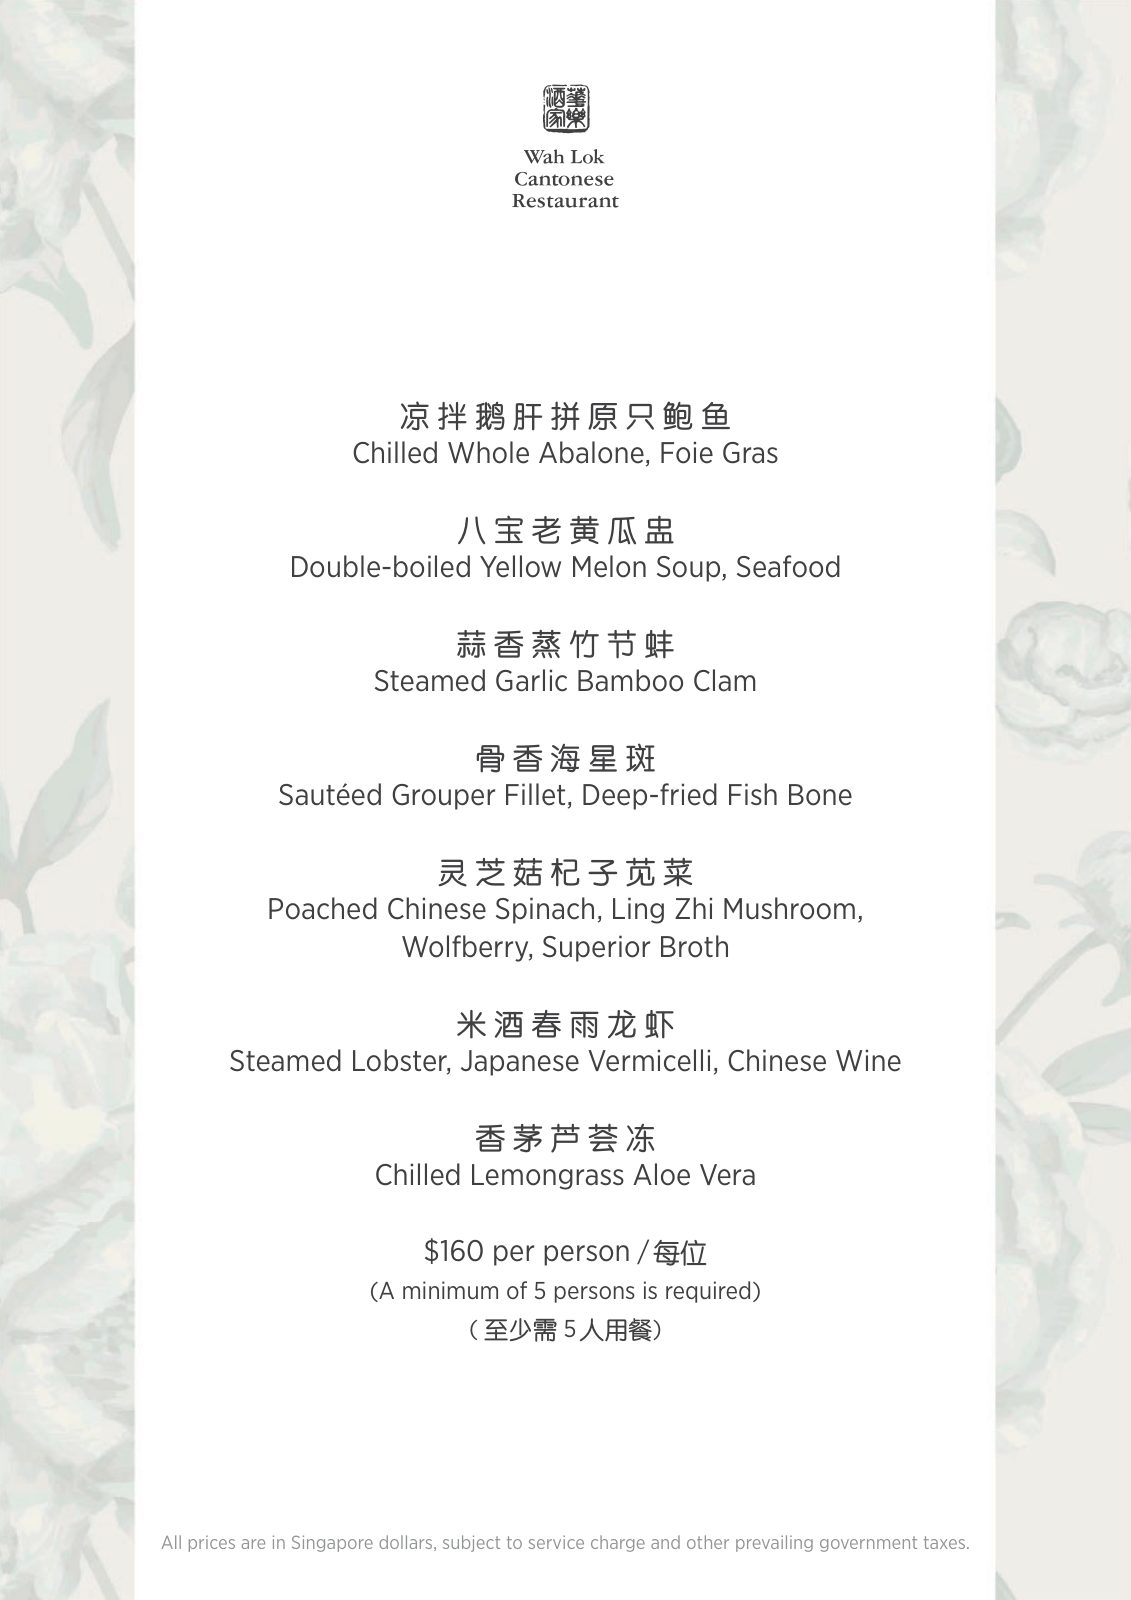 華樂
酒家
Wah Lok
Cantonese
Restaurant
凉拌鹅肝拼原只鲍鱼
Chilled Whole Abalone, Foie Gras
八宝老黄瓜盅
Double-boiled Yellow Melon Soup, Seafood
蒜香蒸竹节蚌
Steamed Garlic Bamboo Clam
骨香海星斑
Sautéed Grouper Fillet, Deep-fried Fish Bone
灵芝菇杞子苋菜
Poached Chinese Spinach, Ling Zhi Mushroom,
Wolfberry, Superior Broth
米酒春雨龙虾
Steamed Lobster, Japanese Vermicelli, Chinese Wine
香茅芦荟冻
Chilled Lemongrass Aloe Vera
$160 per person /每位
(A minimum of 5 persons is required)
( 至少需 5人用餐)
All prices are in Singapore dollars, subject to service charge and other prevailing government taxes.